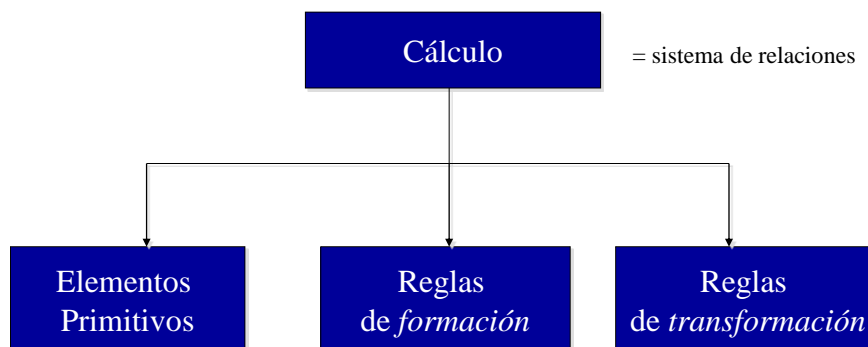 Cálculo
= sistema de relaciones
Elementos
Primitivos
Reglas
de formación
Reglas
de transformación